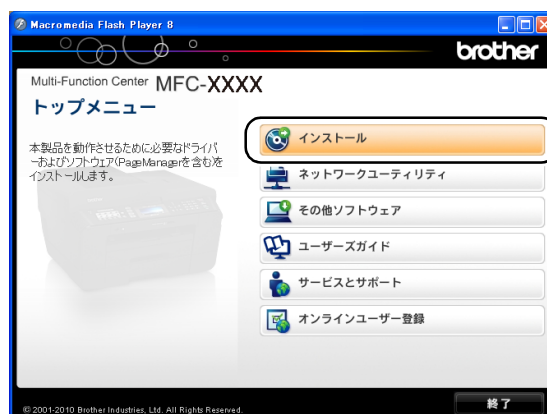 Macromedia Flash Player 8
brother
Multi-Function Center MFC-XXXX
トップメニュー
本製品を動作させるために必要なドライバ
ーおよびソフトウェア(PageManagerを含む)を
インストールします。
インストール
ネットワークユーティリティ
その他ソフトウェア
ユーザーズガイド
サービスとサポート
オンラインユーザー登録
© 2001-2010 Brother Industries, Ltd. All Rights Reserved.
終了